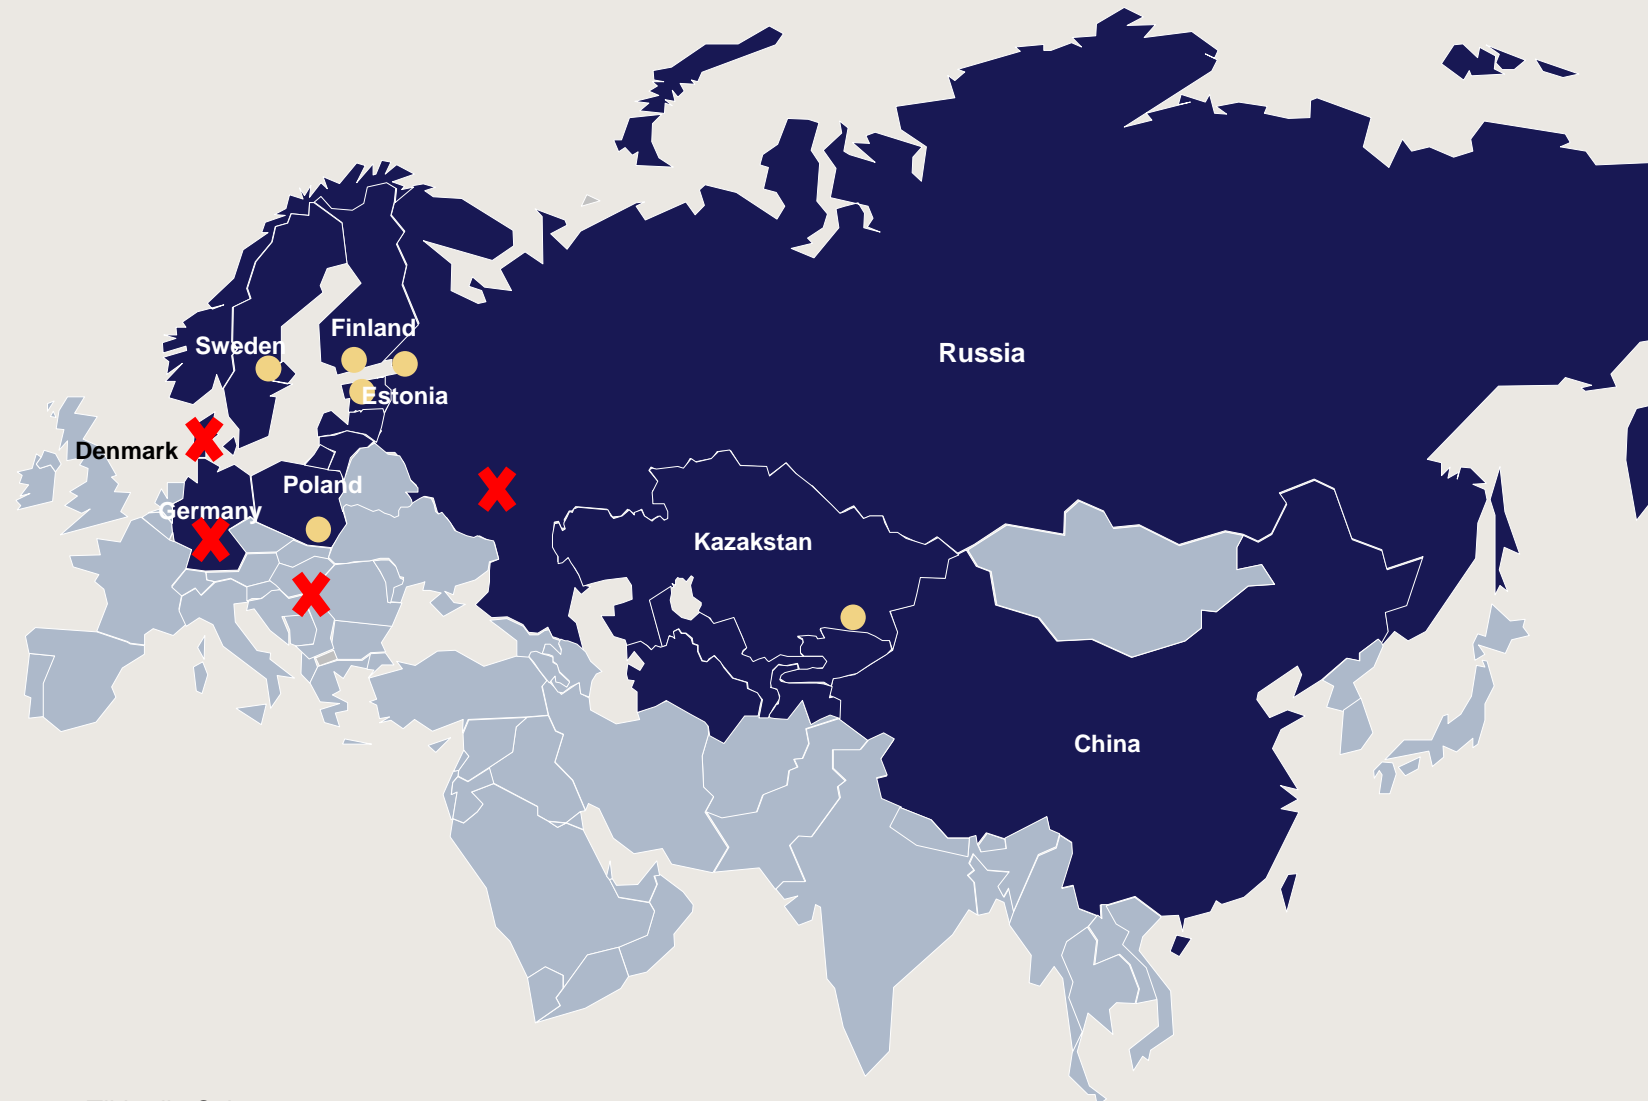 Finland
Sweden
Russia
Estonia
Denmark
Poland
Germany
Kazakstan
China